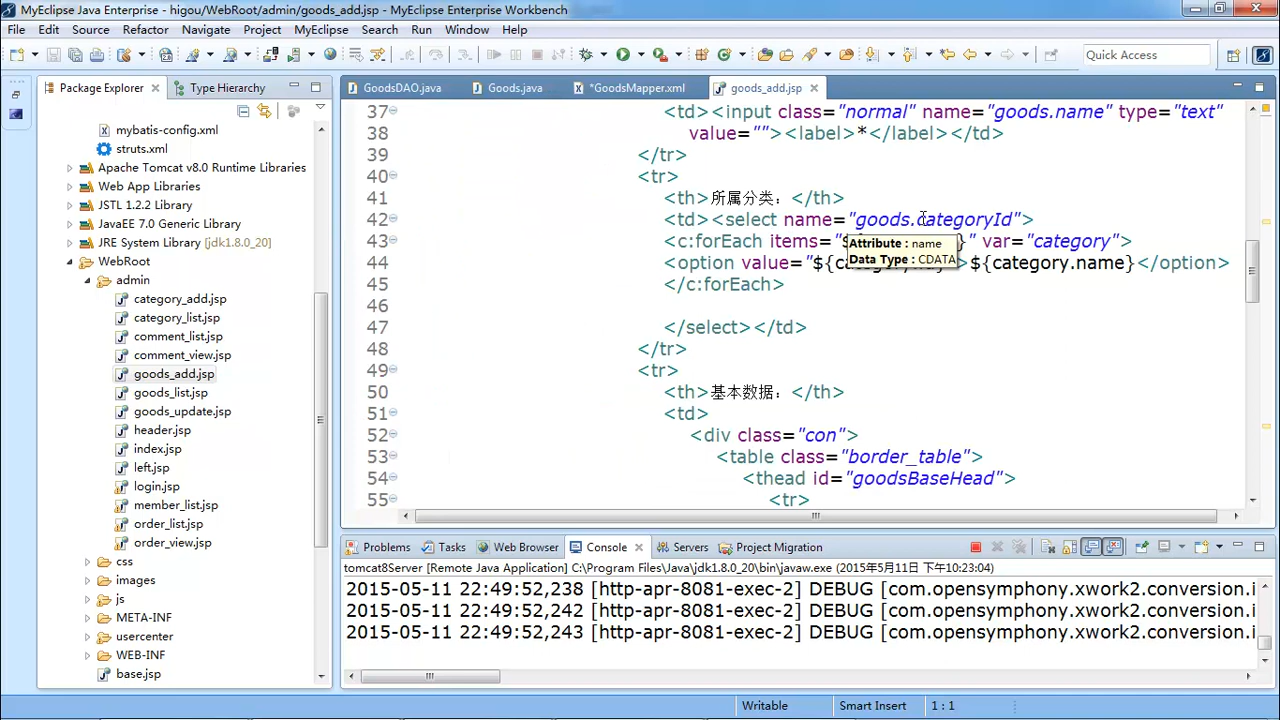 MyEclipse Java Enterprise - higou/WebRoot/admin/goods_add.jsp - MyEclipse Enterprise Workbench
File Edit Source Refactor Navigate Project MyEclipse Search Run Window Help
Quick Access
Package Explorer Type Hierarchy
mybatis-config.xml
struts.xml
Apache Tomcat v8.0 Runtime Libraries
Web App Libraries
JSTL 1.2.2 Library
JavaEE 7.0 Generic Library
JRE System Library [jdk1.8.0_20]
WebRoot
admin
category_add.jsp
category_list.jsp
comment_list.jsp
comment_view.jsp
goods_add.jsp
goods_list.jsp
goods_update.jsp
header.jsp
index.jsp
left.jsp
login.jsp
member_list.jsp
order_list.jsp
order_view.jsp
css
images
js
META-INF
usercenter
WEB-INF
base.jsp
GoodsDAO.java Goods.java *GoodsMapper.xml goods_add.jsp
37 <td><input class="normal" name="goods.name" type="text"
38 value=""><label>*</label></td>
39 </tr>
40 <tr>
41 <th>所属分类：</th>
42 <td><select name="goods.categoryId">
43 <c:forEach items="$ }" var="category">
44 <option value="${ >${category.name}</option>
45 </c:forEach>
46
47 </select></td>
48 </tr>
49 <tr>
50 <th>基本数据：</th>
51 <td>
52 <div class="con">
53 <table class="border_table">
54 <thead id="goodsBaseHead">
55 <tr>
Attribute : name
Data Type : CDATA
Problems Tasks Web Browser Console Servers Project Migration
tomcat8Server [Remote Java Application] C:\Program Files\Java\jdk1.8.0_20\bin\javaw.exe (2015年5月11日 下午10:23:04)
2015-05-11 22:49:52,238 [http-apr-8081-exec-2] DEBUG [com.opensymphony.xwork2.conversion.i
2015-05-11 22:49:52,242 [http-apr-8081-exec-2] DEBUG [com.opensymphony.xwork2.conversion.i
2015-05-11 22:49:52,243 [http-apr-8081-exec-2] DEBUG [com.opensymphony.xwork2.conversion.i
Writable Smart Insert 1 : 1